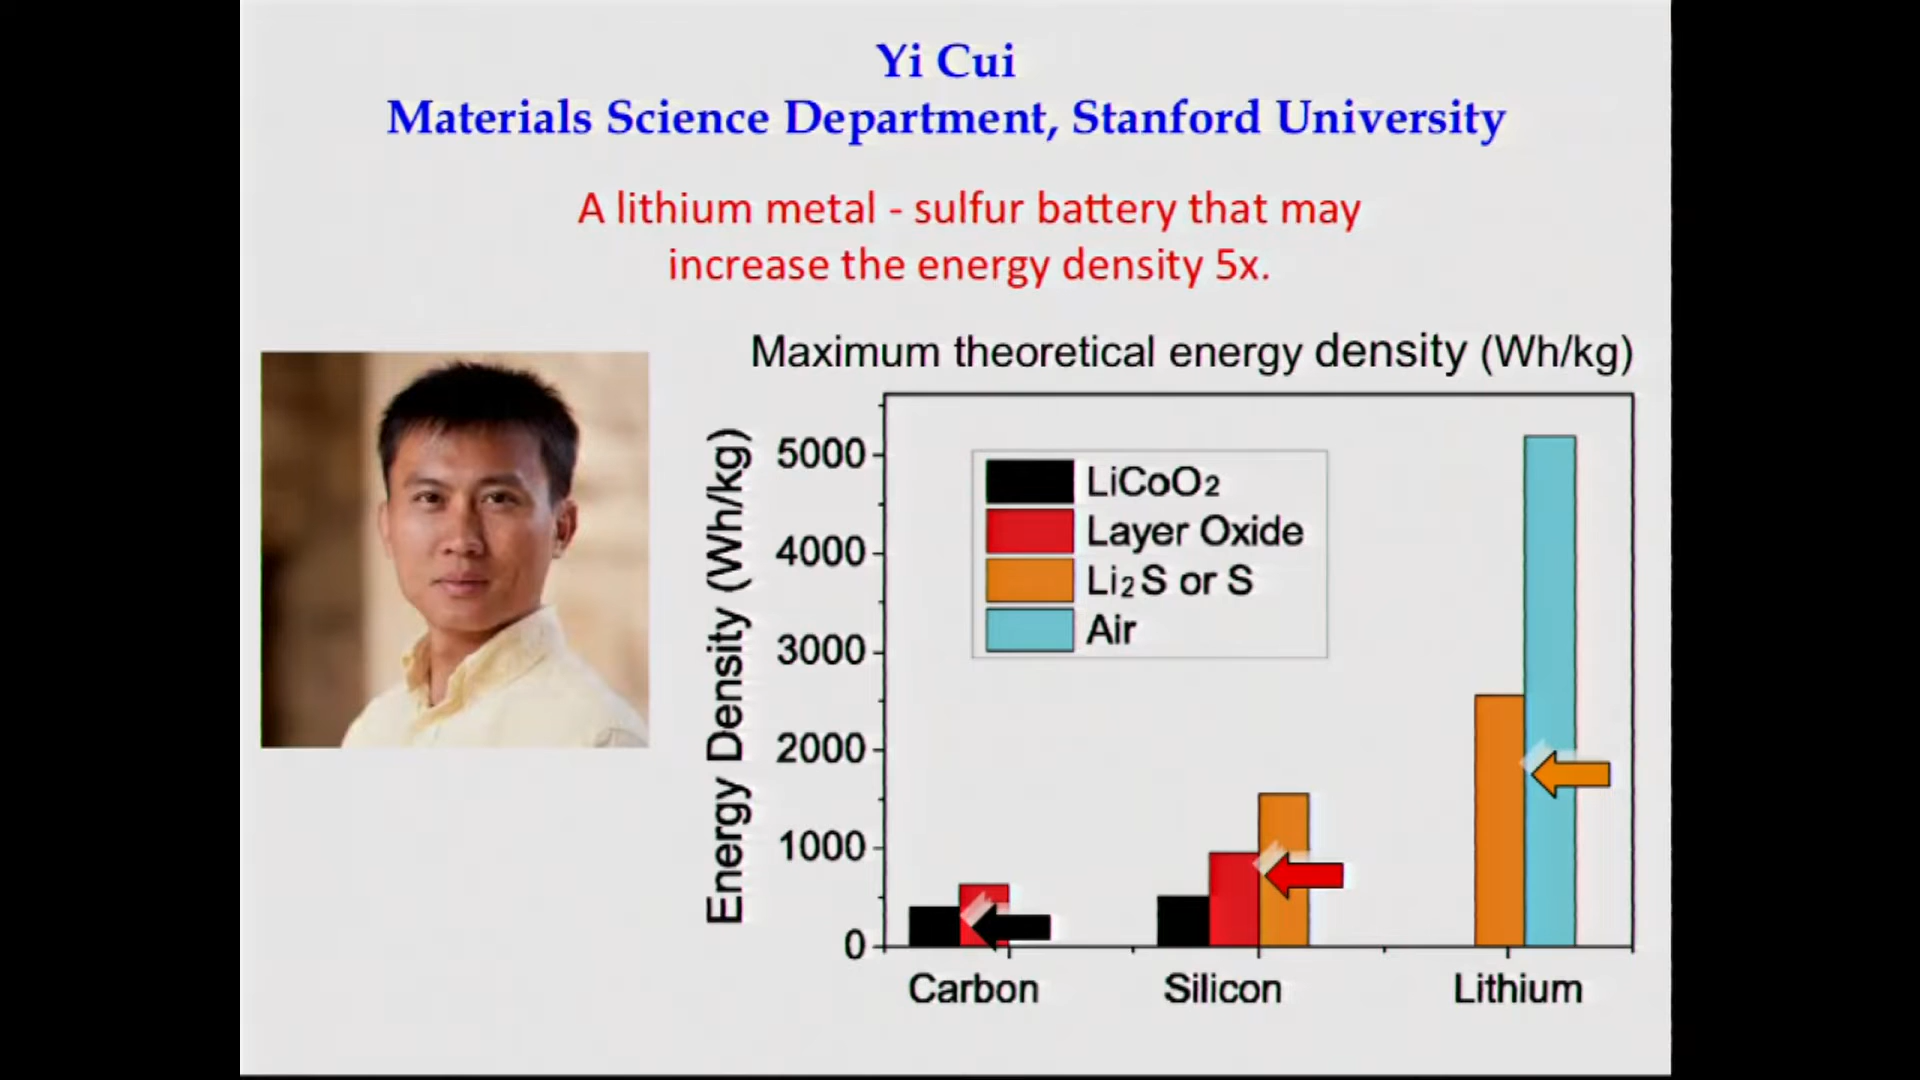 Yi Cui
Materials Science Department, Stanford University
A lithium metal - sulfur battery that may
increase the energy density 5x.
Maximum theoretical energy density (Wh/kg)
Energy Density (Wh/kg)
5000
4000
3000
2000
1000
0
LiCoO₂
Layer Oxide
Li₂S or S
Air
Carbon
Silicon
Lithium